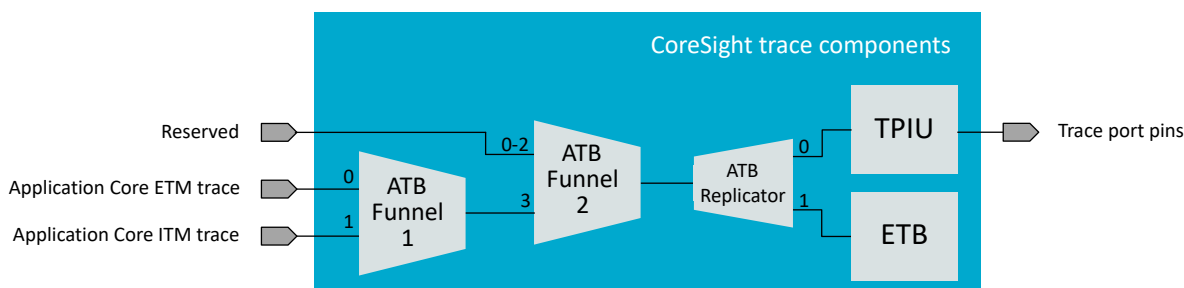 CoreSight trace components
Reserved
0-2
ATB
Funnel
2
ATB
Replicator
0
TPIU
Trace port pins
Application Core ETM trace
0
ATB
Funnel
1
3
1
ETB
Application Core ITM trace
1